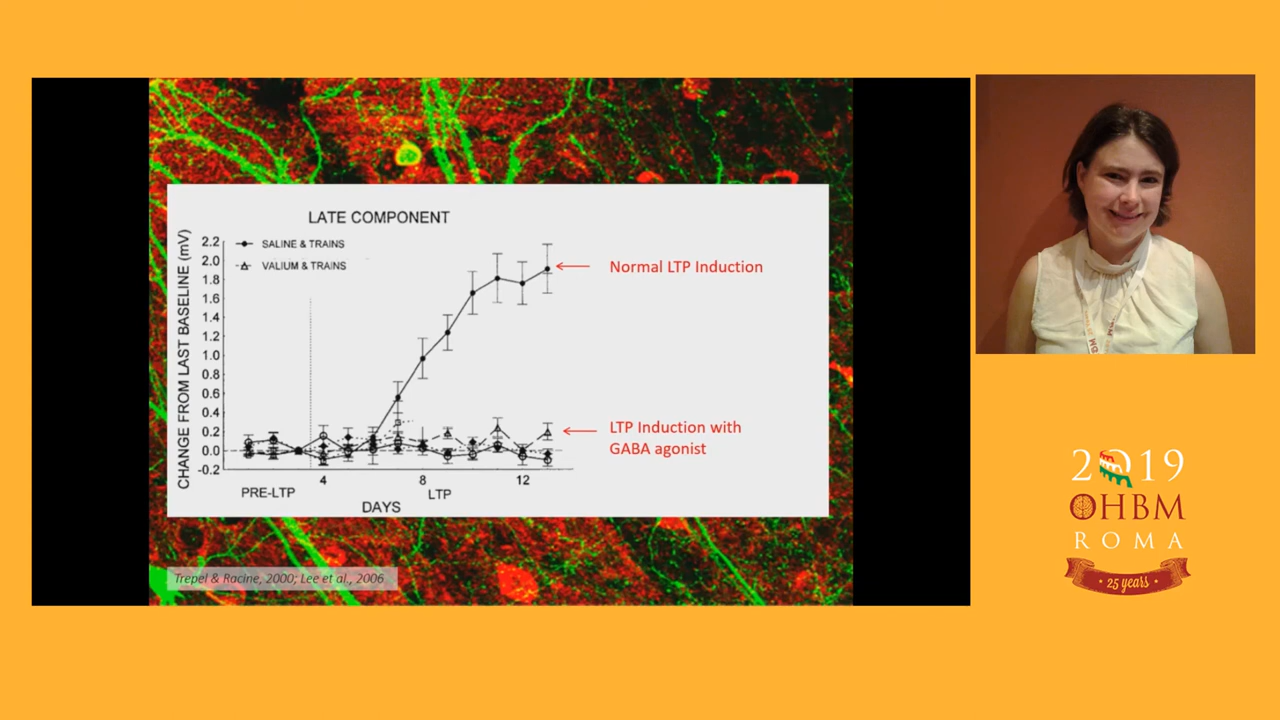 LATE COMPONENT
CHANGE FROM LAST BASELINE (mV)
2.2
2.0
1.8
1.6
1.4
1.2
1.0
0.8
0.6
0.4
0.2
0.0
-0.2
SALINE & TRAINS
VALIUM & TRAINS
4
8
12
PRE-LTP
LTP
DAYS
Normal LTP Induction
LTP Induction with
GABA agonist
Trepel & Racine, 2000; Lee et al., 2006
2019
OHBM
ROMA
• 25 years •